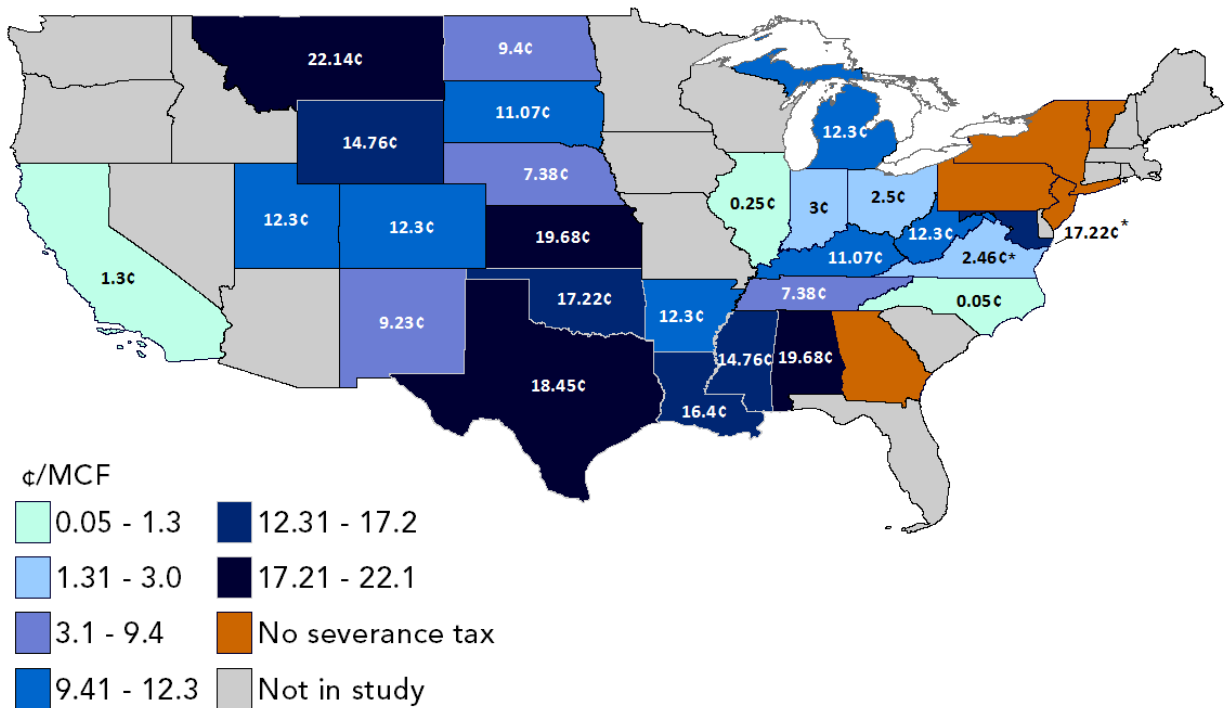 22.14¢
9.4¢
11.07¢
12.3¢
14.76¢
7.38¢
0.25¢
3¢
2.5¢
12.3¢
12.3¢
12.3¢
17.22¢*
19.68¢
11.07¢
2.46¢*
1.3¢
7.38¢
0.05¢
17.22¢
12.3¢
9.23¢
14.76¢
19.68¢
18.45¢
16.4¢
¢/MCF
0.05 - 1.3
12.31 - 17.2
1.31 - 3.0
17.21 - 22.1
3.1 - 9.4
No severance tax
9.41 - 12.3
Not in study